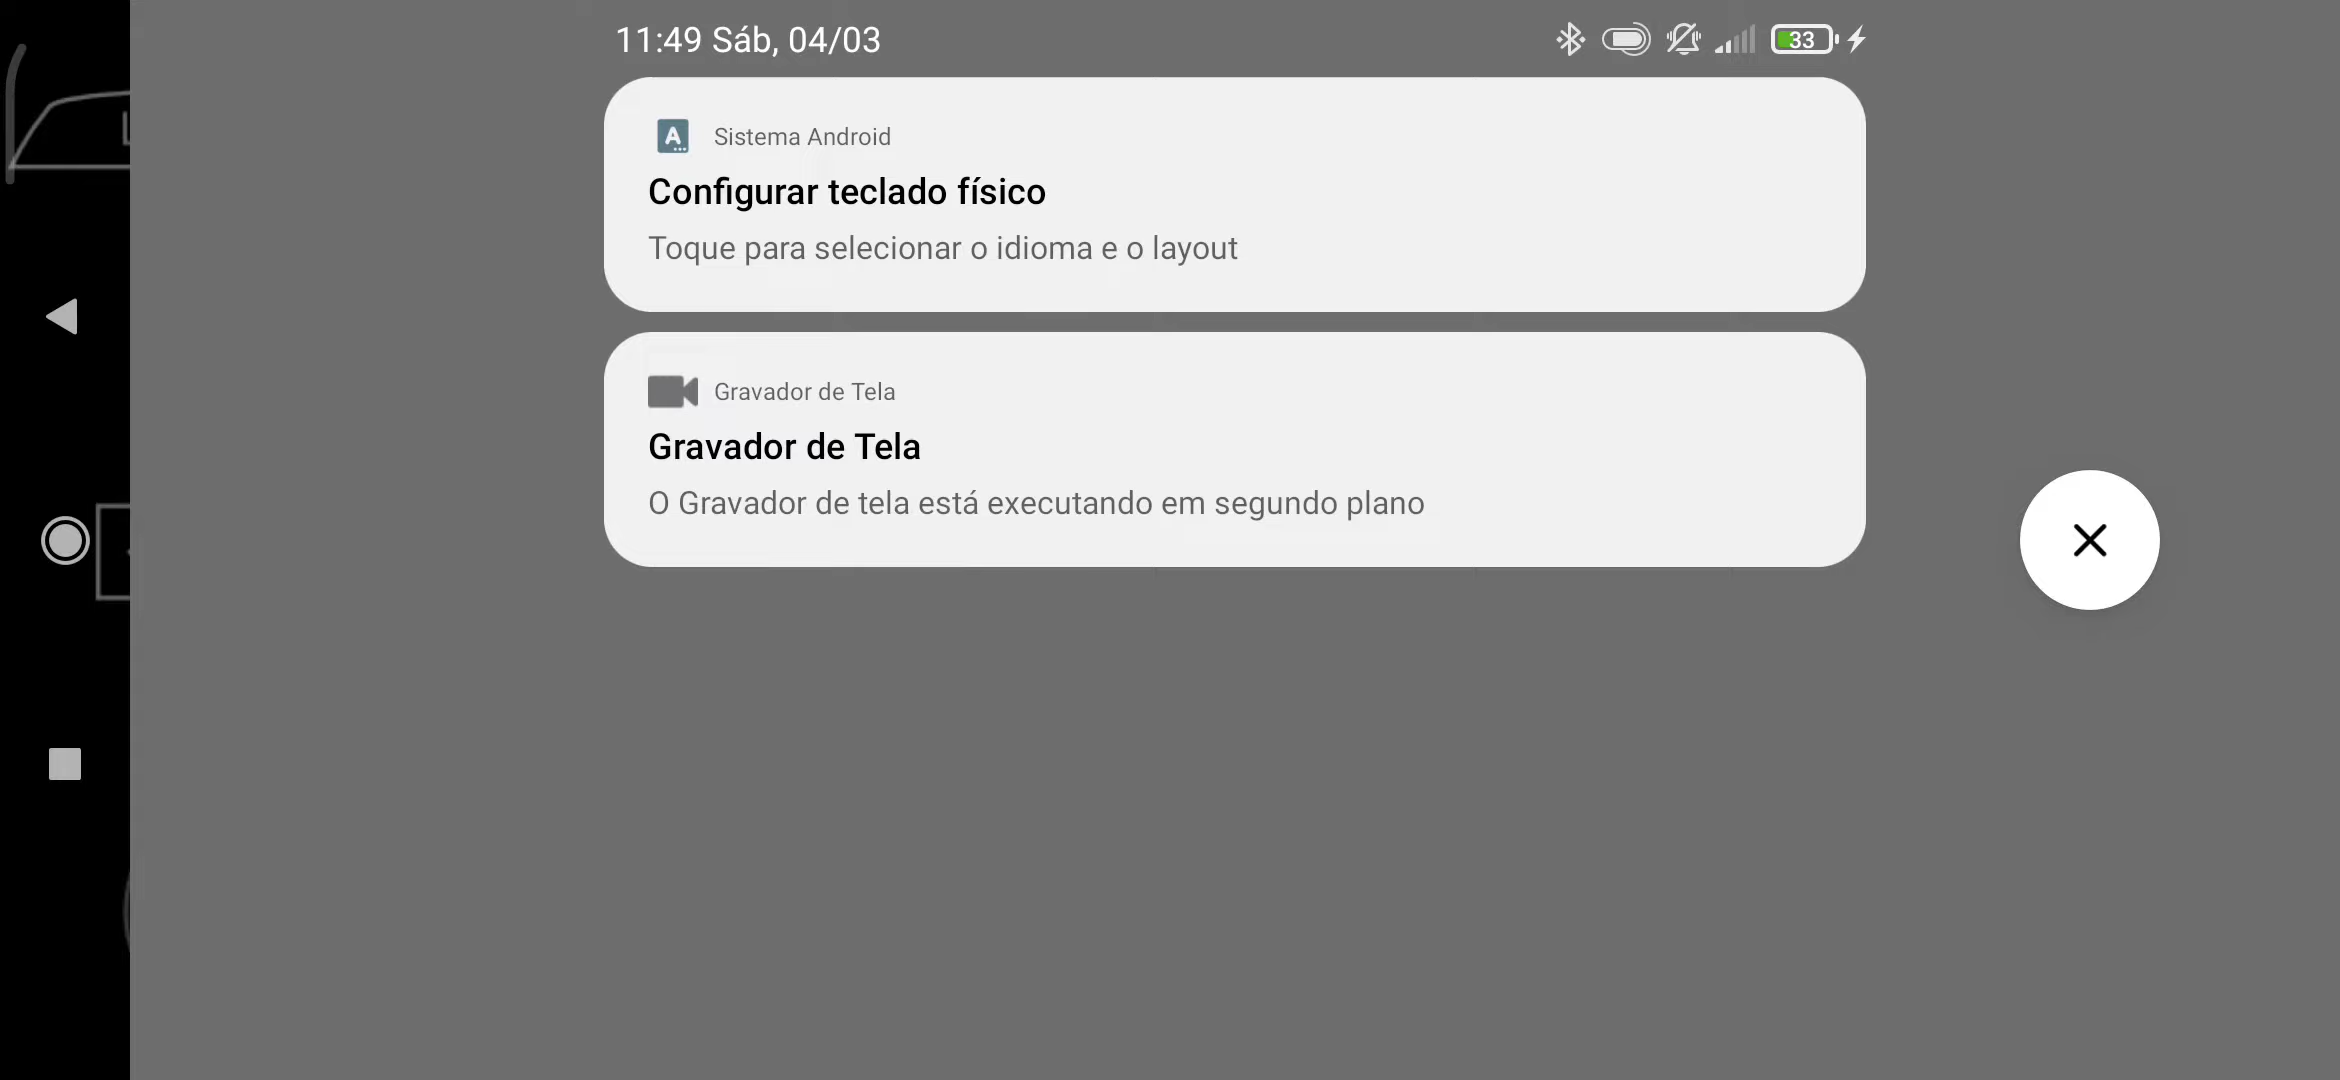 11:49 Sáb, 04/03
33
Sistema Android
Configurar teclado físico
Toque para selecionar o idioma e o layout
Gravador de Tela
Gravador de Tela
O Gravador de tela está executando em segundo plano